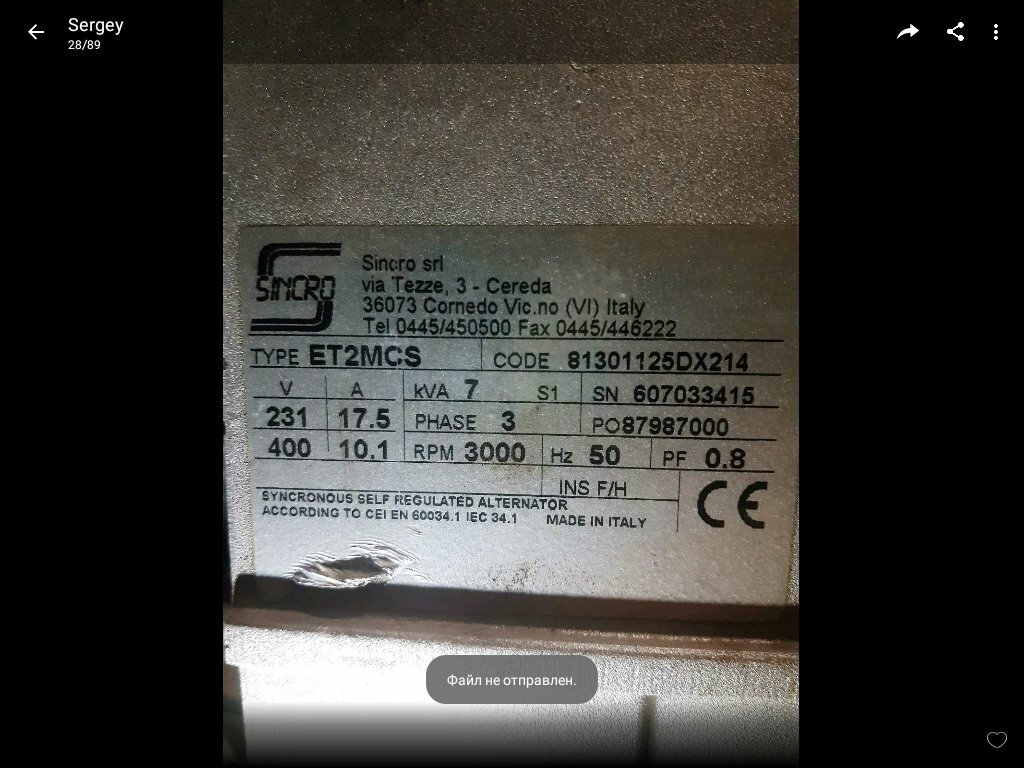 Sergey
28/89
SINCRO
Sincro srl
via Tezze, 3 - Cereda
36073 Cornedo Vic.no (VI) Italy
Tel 0445/450500 Fax 0445/446222
TYPE ET2MCS CODE 81301125DX214
V A kVA 7 S1 SN 607033415
231 17.5 PHASE 3 PO87987000
400 10.1 RPM 3000 Hz 50 PF 0.8
INS F/H
SYNCRONOUS SELF REGULATED ALTERNATOR
ACCORDING TO CEI EN 60034.1 IEC 34.1 MADE IN ITALY
CE
Файл не отправлен.